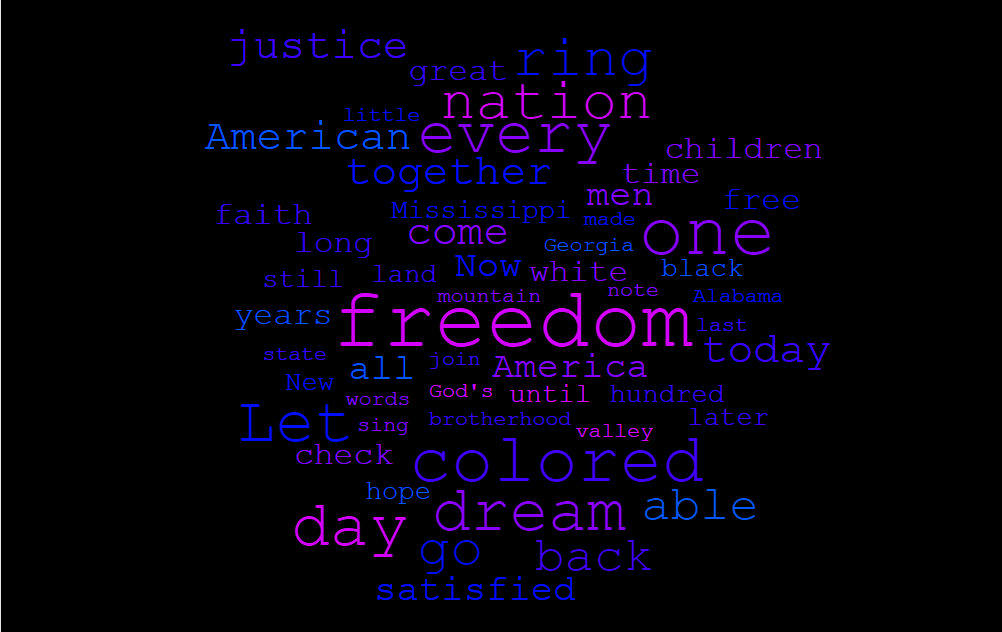 justice
great ring
little nation
American every
together children
time
faith Mississippi men free
long come made one
Georgia
still land Now white black
mountain note Alabama
years freedom last
state join today
New all America
words God's until hundred
Let sing brotherhood valley later
check colored
hope dream able
day go back
satisfied